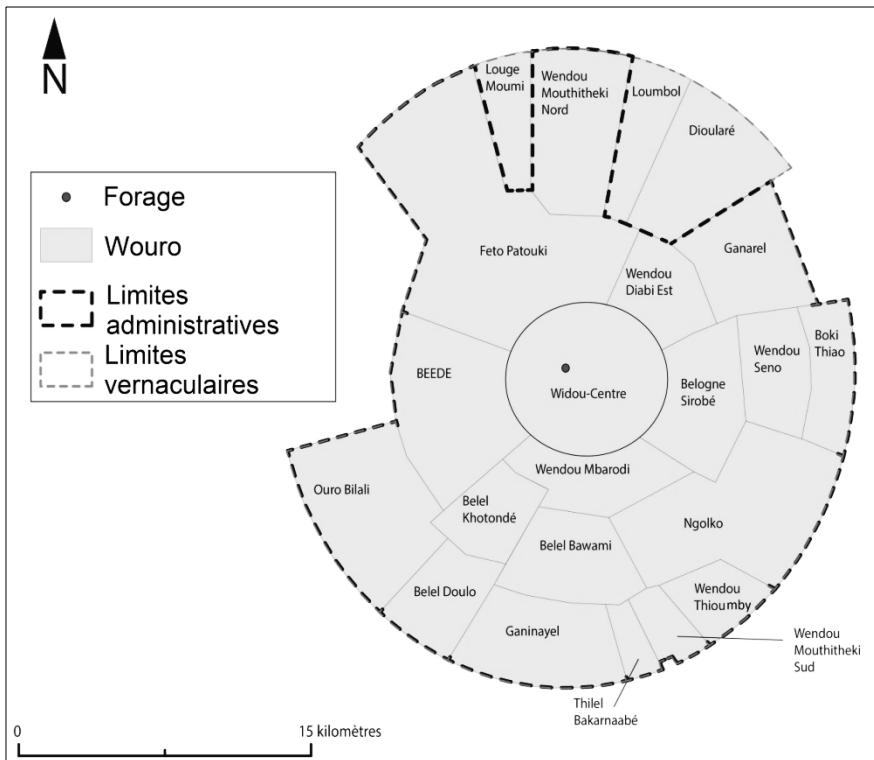 N
Forage
Wouro
Limites
administratives
Limites
vernaculaires
Louge
Moumi
Wendou
Mouthitheki
Nord
Loumbol
Dioularé
Feto Patouki
Wendou
Diabi Est
Ganarel
BEEDE
Widou-Centre
Belogne
Sirobé
Wendou
Seno
Boki
Thiao
Wendou Mbarodi
Ouro Bilali
Belel
Khotondé
Belel Bawami
Ngolko
Belel Doulo
Ganinayel
Wendou
Thioumby
Wendou
Mouthitheki
Sud
Thilel
Bakarnaabé
0
15 kilomètres